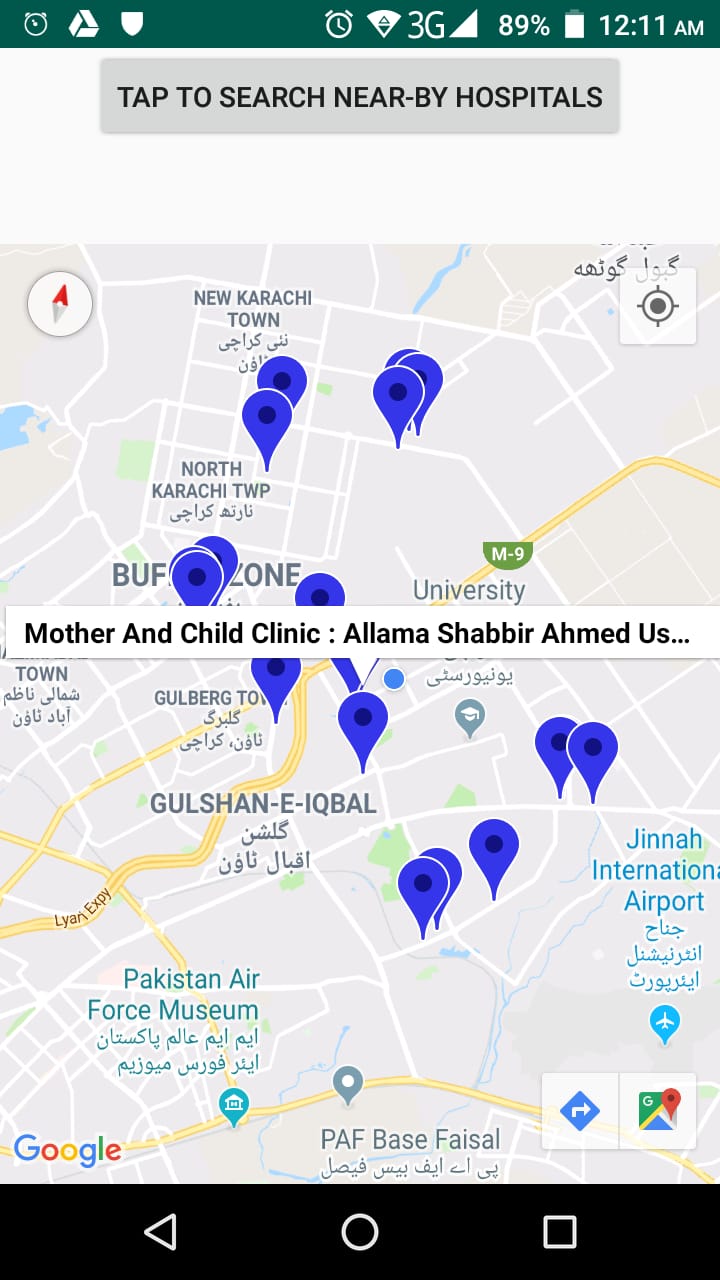 3G 89% 12:11 AM
TAP TO SEARCH NEAR-BY HOSPITALS
گبول گوٹھه
NEW KARACHI
TOWN
نئی کراچی
ٹاؤن
NORTH
KARACHI TWP
نارتھ کراچی
M-9
BUF ZONE
University
Mother And Child Clinic : Allama Shabbir Ahmed Us...
یونیورسٹی
TOWN
شمالی ناظم
آباد ٹاؤن
GULBERG TOW
گلبرگ
ٹاؤن، کراچی
GULSHAN-E-IQBAL
گلشن
اقبال ٹاؤن
Jinnah
Internationa
Airport
جناح
انٹرنیشنل
ایئرپورٹ
Lyari Expy
Pakistan Air
Force Museum
ایم ایم عالم پاکستان
ایئر فورس میوزیم
G
PAF Base Faisal
پی اے ایف بیس فیصل
Google